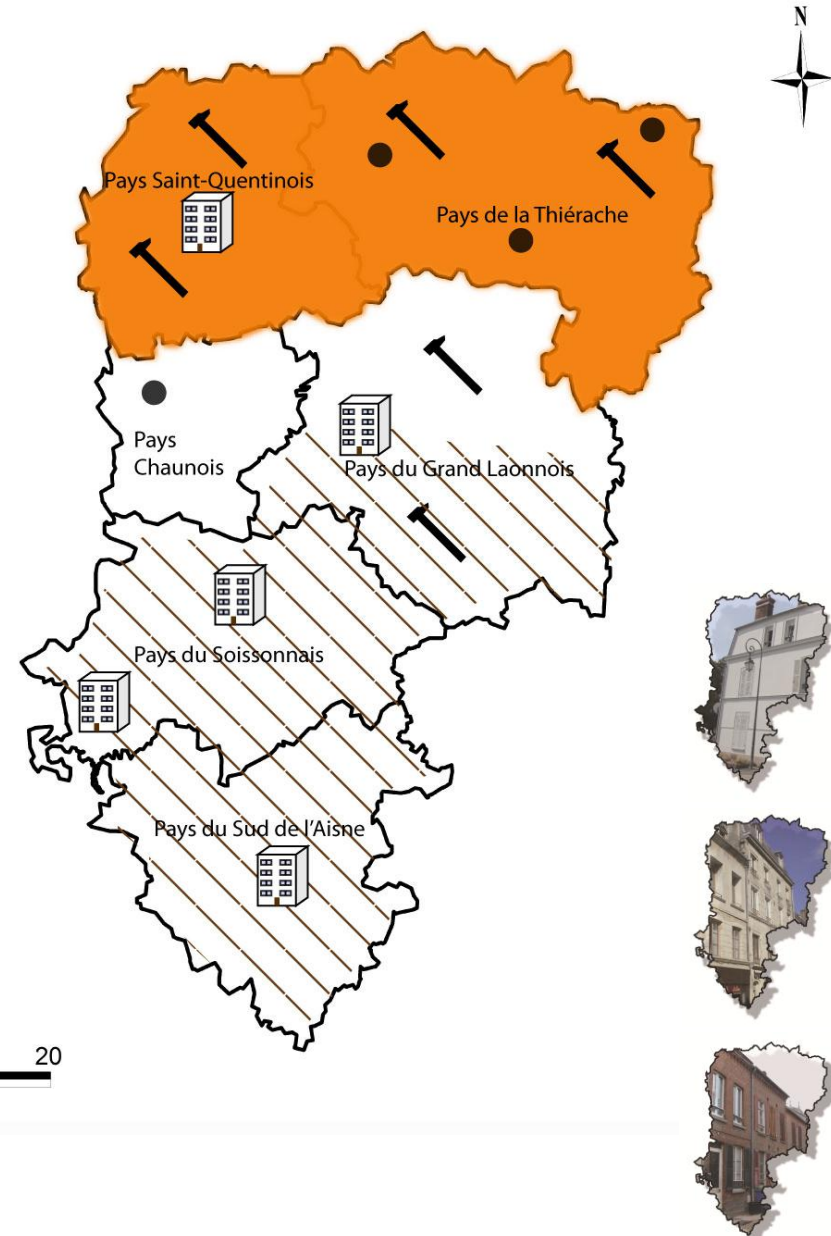 N
Pays Saint-Quentinois
Pays de la Thiérache
Pays
Chaunois
Pays du Grand Laonnois
Pays du Soissonnais
Pays du Sud de l'Aisne
20